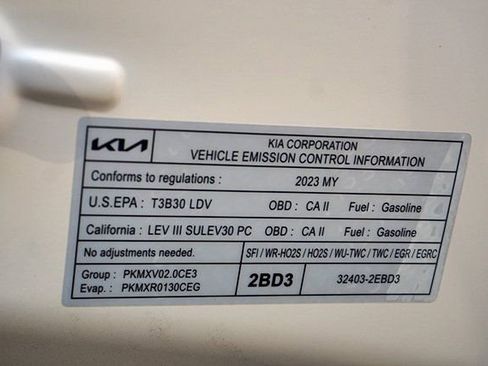 KIA KIA CORPORATION
VEHICLE EMISSION CONTROL INFORMATION
Conforms to regulations: 2023 MY
U.S.EPA: T3B30 LDV OBD: CA II Fuel: Gasoline
California: LEV III SULEV30 PC OBD: CA II Fuel: Gasoline
No adjustments needed. SFI / WR-HO2S / HO2S / WU-TWC / TWC / EGR / EGRC
Group: PKMXV02.0CE3
Evap.: PKMXR0130CEG
2BD3 32403-2EBD3